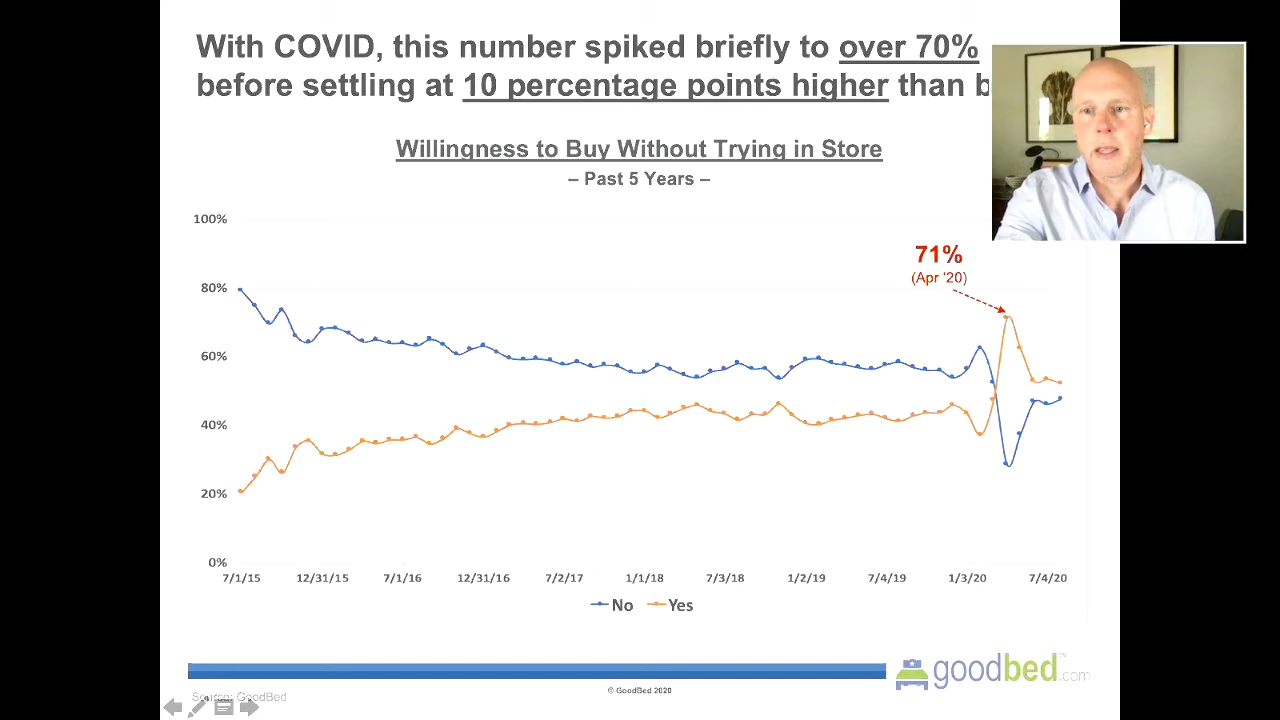 With COVID, this number spiked briefly to over 70%
before settling at 10 percentage points higher than b
Willingness to Buy Without Trying in Store
– Past 5 Years –
100%
71%
(Apr '20)
80%
60%
40%
20%
0%
7/1/15 12/31/15 7/1/16 12/31/16 7/2/17 1/1/18 7/3/18 1/2/19 7/4/19 1/3/20 7/4/20
No Yes
goodbed.com™
Source: GoodBed
© GoodBed 2020